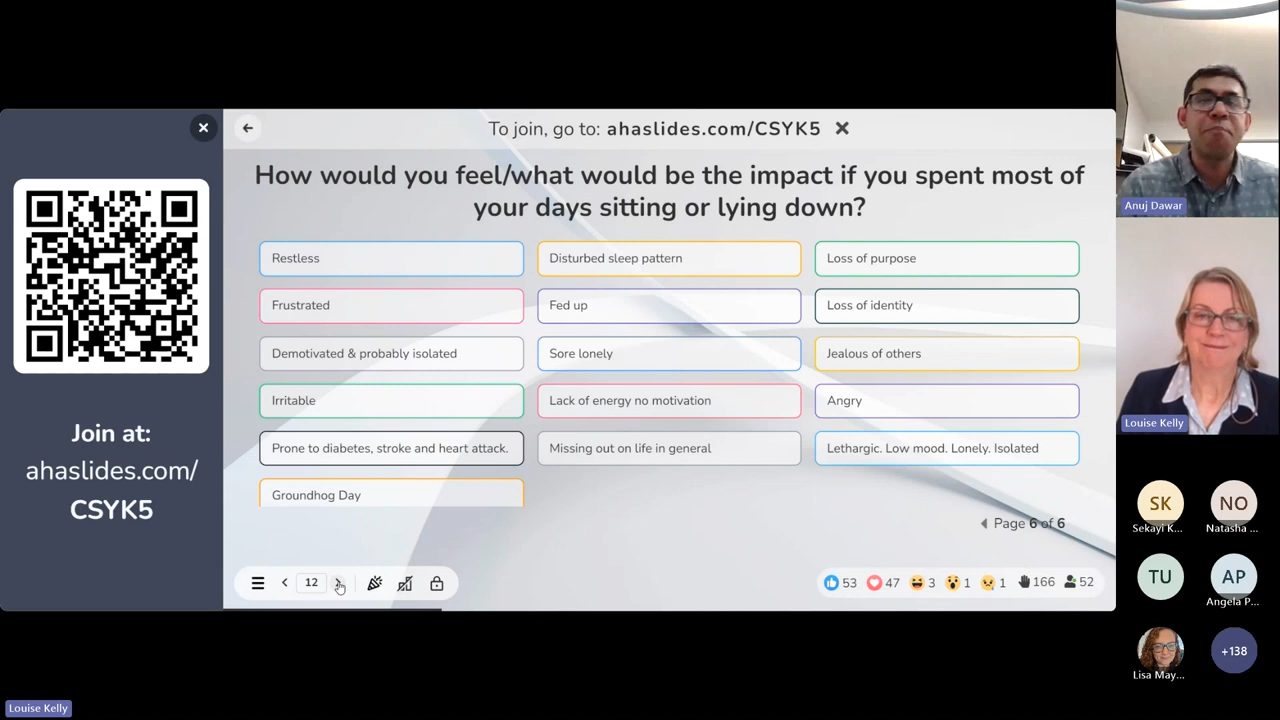 To join, go to: ahaslides.com/CSYK5
How would you feel/what would be the impact if you spent most of
your days sitting or lying down?
Restless
Disturbed sleep pattern
Loss of purpose
Frustrated
Fed up
Loss of identity
Demotivated & probably isolated
Sore lonely
Jealous of others
Irritable
Lack of energy no motivation
Angry
Prone to diabetes, stroke and heart attack.
Missing out on life in general
Lethargic. Low mood. Lonely. Isolated
Groundhog Day
Page 6 of 6
Join at:
ahaslides.com/
CSYK5
12
53
47
3
1
1
166
52
Anuj Dawar
Louise Kelly
SK
Sekayi K...
NO
Natasha ...
TU
AP
Angela P...
Lisa May...
+138
Louise Kelly